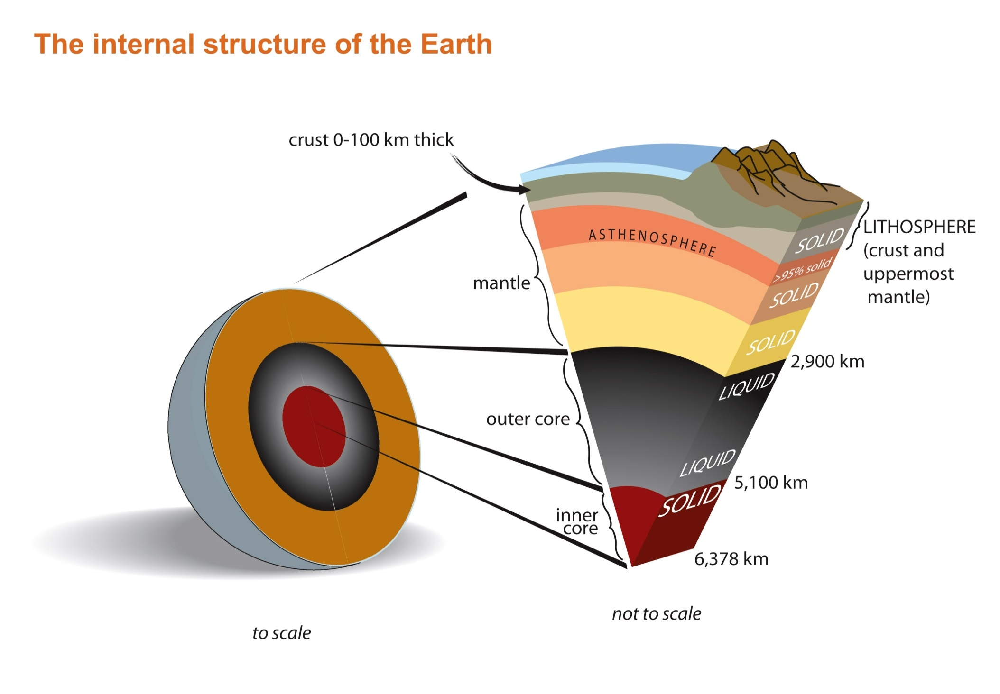 The internal structure of the Earth
crust 0-100 km thick
ASTHENOSPHERE
mantle
outer core
inner
core
SOLID
>95% solid
SOLID
SOLID
LIQUID
LIQUID
SOLID
LITHOSPHERE
(crust and
uppermost
mantle)
2,900 km
5,100 km
6,378 km
not to scale
to scale